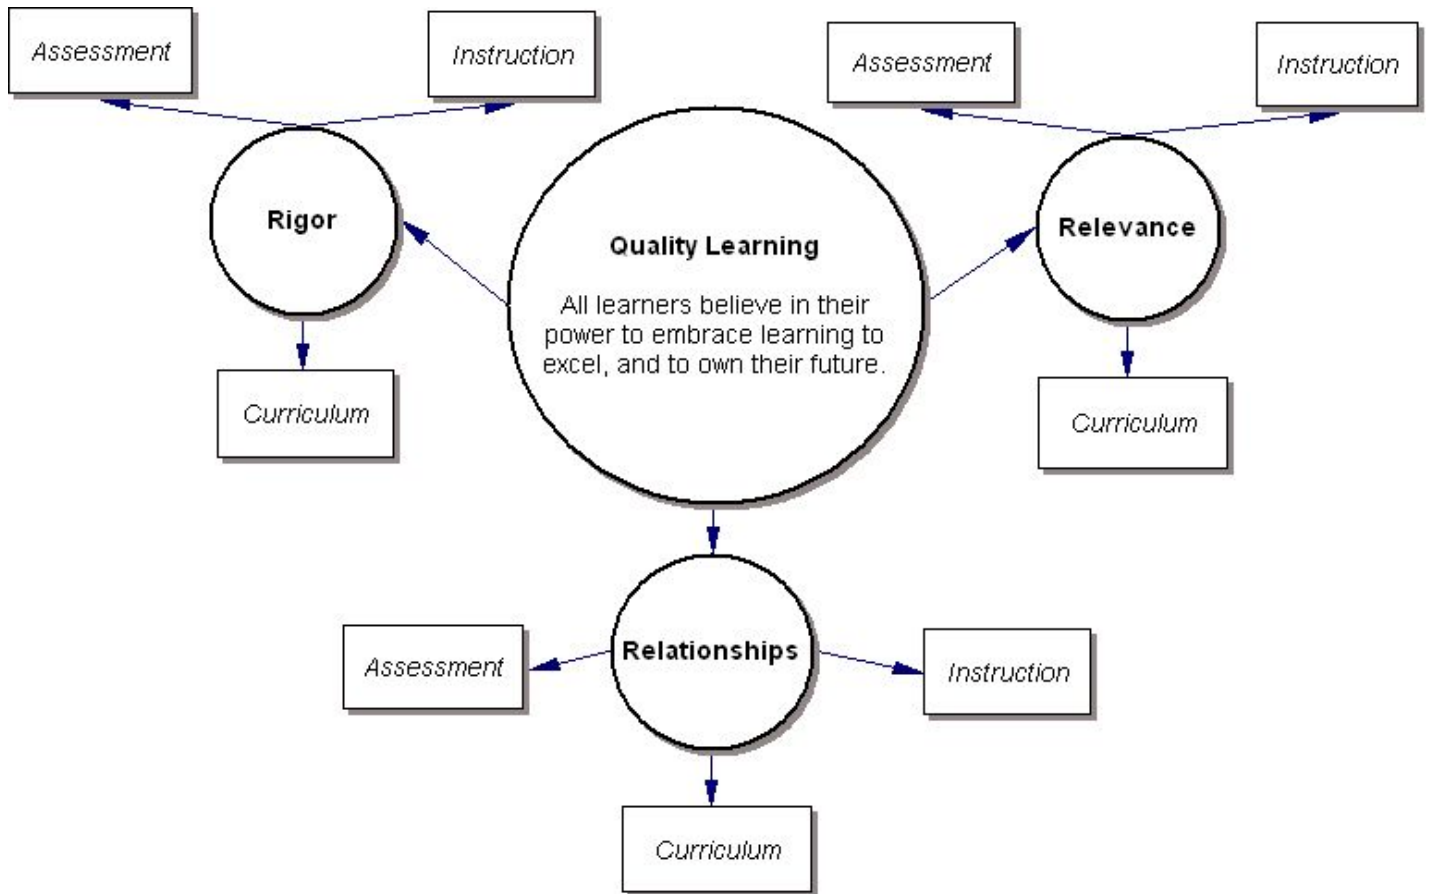 Assessment
Instruction
Assessment
Instruction
Rigor
Quality Learning
All learners believe in their
power to embrace learning to
excel, and to own their future.
Relevance
Curriculum
Curriculum
Relationships
Assessment
Instruction
Curriculum